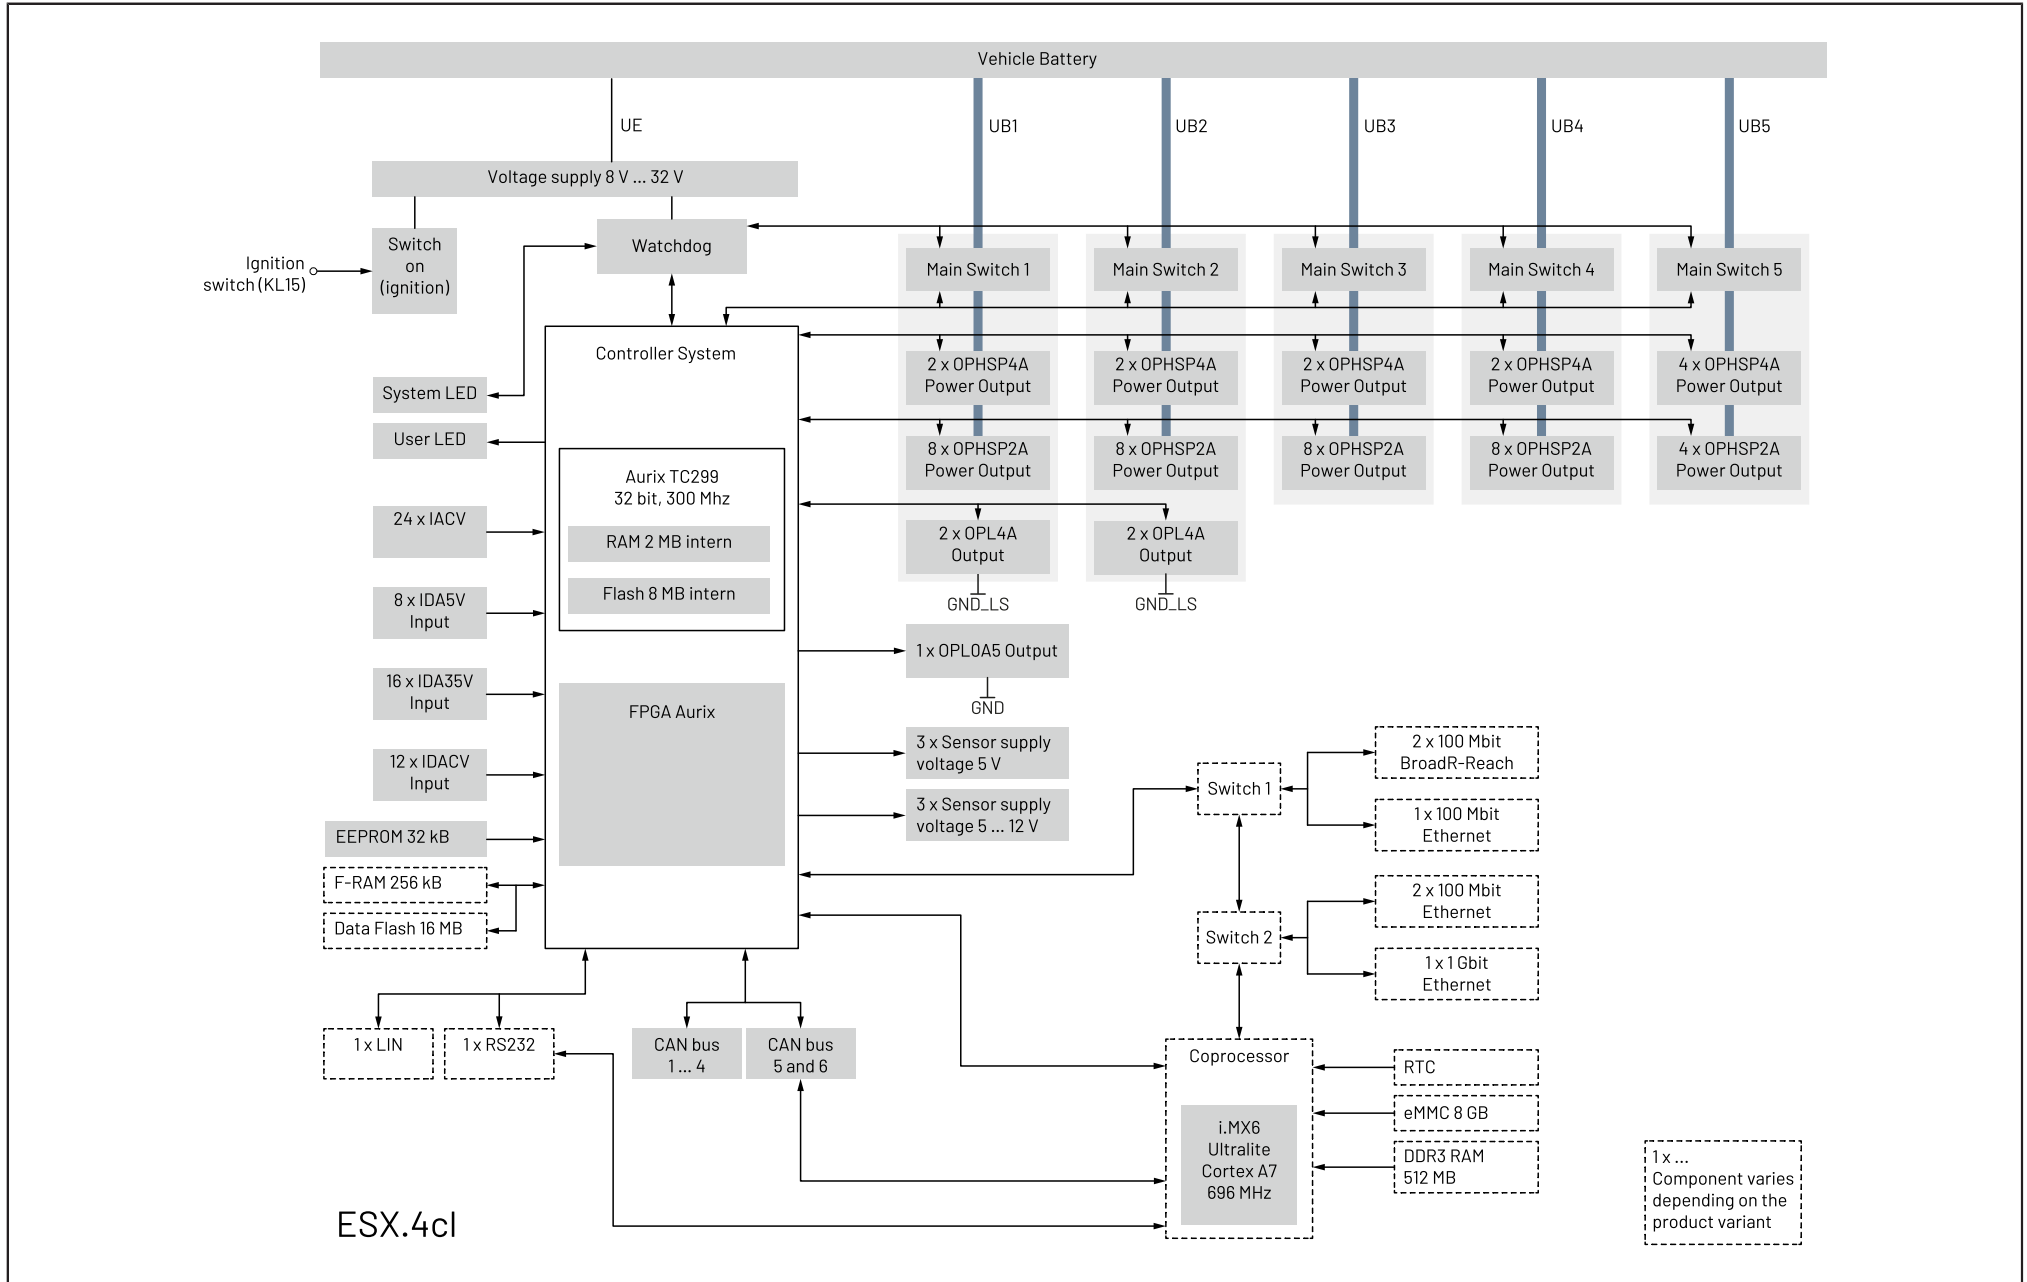 Vehicle Battery
UE
UB1
UB2
UB3
UB4
UB5
Voltage supply 8 V ... 32 V
Switch
on
(ignition)
Ignition
switch (KL15)
Watchdog
Main Switch 1
Main Switch 2
Main Switch 3
Main Switch 4
Main Switch 5
Controller System
2 x OPHSP4A
Power Output
2 x OPHSP4A
Power Output
2 x OPHSP4A
Power Output
2 x OPHSP4A
Power Output
4 x OPHSP4A
Power Output
System LED
User LED
8 x OPHSP2A
Power Output
8 x OPHSP2A
Power Output
8 x OPHSP2A
Power Output
8 x OPHSP2A
Power Output
4 x OPHSP2A
Power Output
Aurix TC299
32 bit, 300 Mhz
RAM 2 MB intern
Flash 8 MB intern
24 x IACV
8 x IDA5V
Input
16 x IDA35V
Input
12 x IDACV
Input
2 x OPL4A
Output
2 x OPL4A
Output
GND_LS
GND_LS
1 x OPL0A5 Output
GND
FPGA Aurix
3 x Sensor supply
voltage 5 V
3 x Sensor supply
voltage 5 ... 12 V
EEPROM 32 kB
F-RAM 256 kB
Data Flash 16 MB
Switch 1
2 x 100 Mbit
BroadR-Reach
1 x 100 Mbit
Ethernet
Switch 2
2 x 100 Mbit
Ethernet
1 x 1 Gbit
Ethernet
1 x LIN
1 x RS232
CAN bus
1 ... 4
CAN bus
5 and 6
Coprocessor
i.MX6
Ultralite
Cortex A7
696 MHz
RTC
eMMC 8 GB
DDR3 RAM
512 MB
1 x ...
Component varies
depending on the
product variant
ESX.4cl